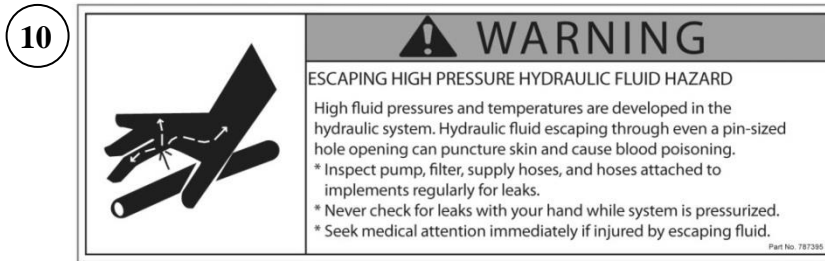 10
WARNING
ESCAPING HIGH PRESSURE HYDRAULIC FLUID HAZARD
High fluid pressures and temperatures are developed in the
hydraulic system. Hydraulic fluid escaping through even a pin-sized
hole opening can puncture skin and cause blood poisoning.
* Inspect pump, filter, supply hoses, and hoses attached to
implements regularly for leaks.
* Never check for leaks with your hand while system is pressurized.
* Seek medical attention immediately if injured by escaping fluid.
Part No. 787395